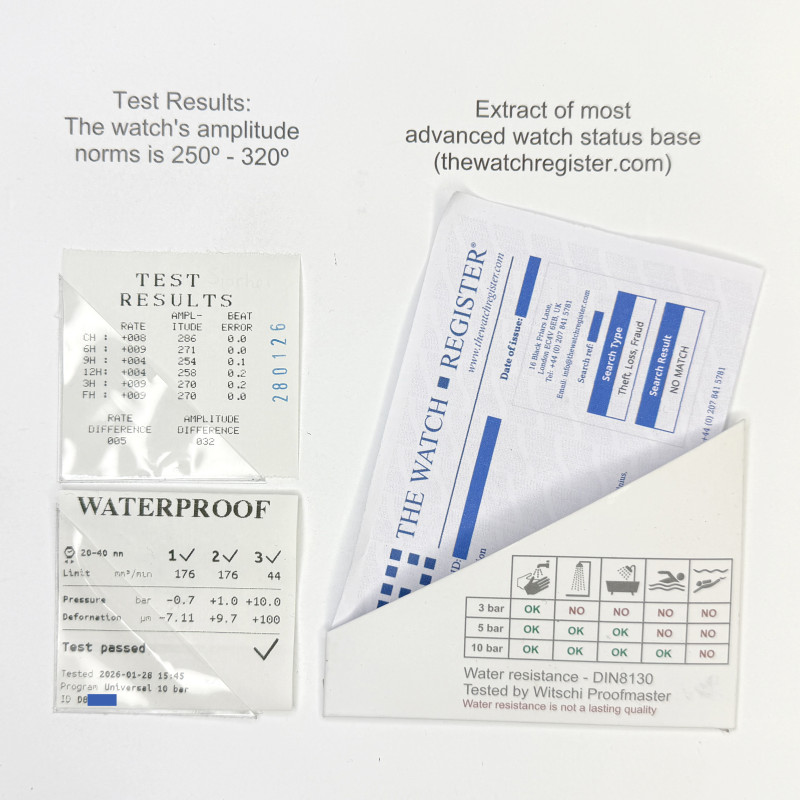 Test Results:
The watch's amplitude
norms is 250º - 320º
Extract of most
advanced watch status base
(thewatchregister.com)
TEST
RESULTS
RATE AMPL-ITUDE BEAT ERROR
CH : +008 286 0.0
6H : +009 271 0.0
9H : +004 254 0.1
12H: +004 258 0.2
3H : +009 270 0.2
FH : +009 270 0.0
RATE DIFFERENCE 005
AMPLITUDE DIFFERENCE 032
280126
WATERPROOF
20-40 mm 1✓ 2✓ 3✓
Limit mm³/min 176 176 44
Pressure bar -0.7 +1.0 +10.0
Deformation µm -7.11 +9.7 +100
Test passed ✓
Tested 2026-01-28 15:45
Program Universal 10 bar
ID D8
THE WATCH REGISTER®
www.thewatchregister.com
Date of issue:
16 Black Friars Lane,
London EC4V 6EB, UK
Tel: +44 (0) 207 841 5781
Email: info@thewatchregister.com
Search ref:
Search Type
Theft, Loss, Fraud
Search Result
NO MATCH
+44 (0) 207 841 5781
ID:
3 bar OK NO NO NO NO
5 bar OK OK OK NO NO
10 bar OK OK OK OK NO
Water resistance - DIN8130
Tested by Witschi Proofmaster
Water resistance is not a lasting quality